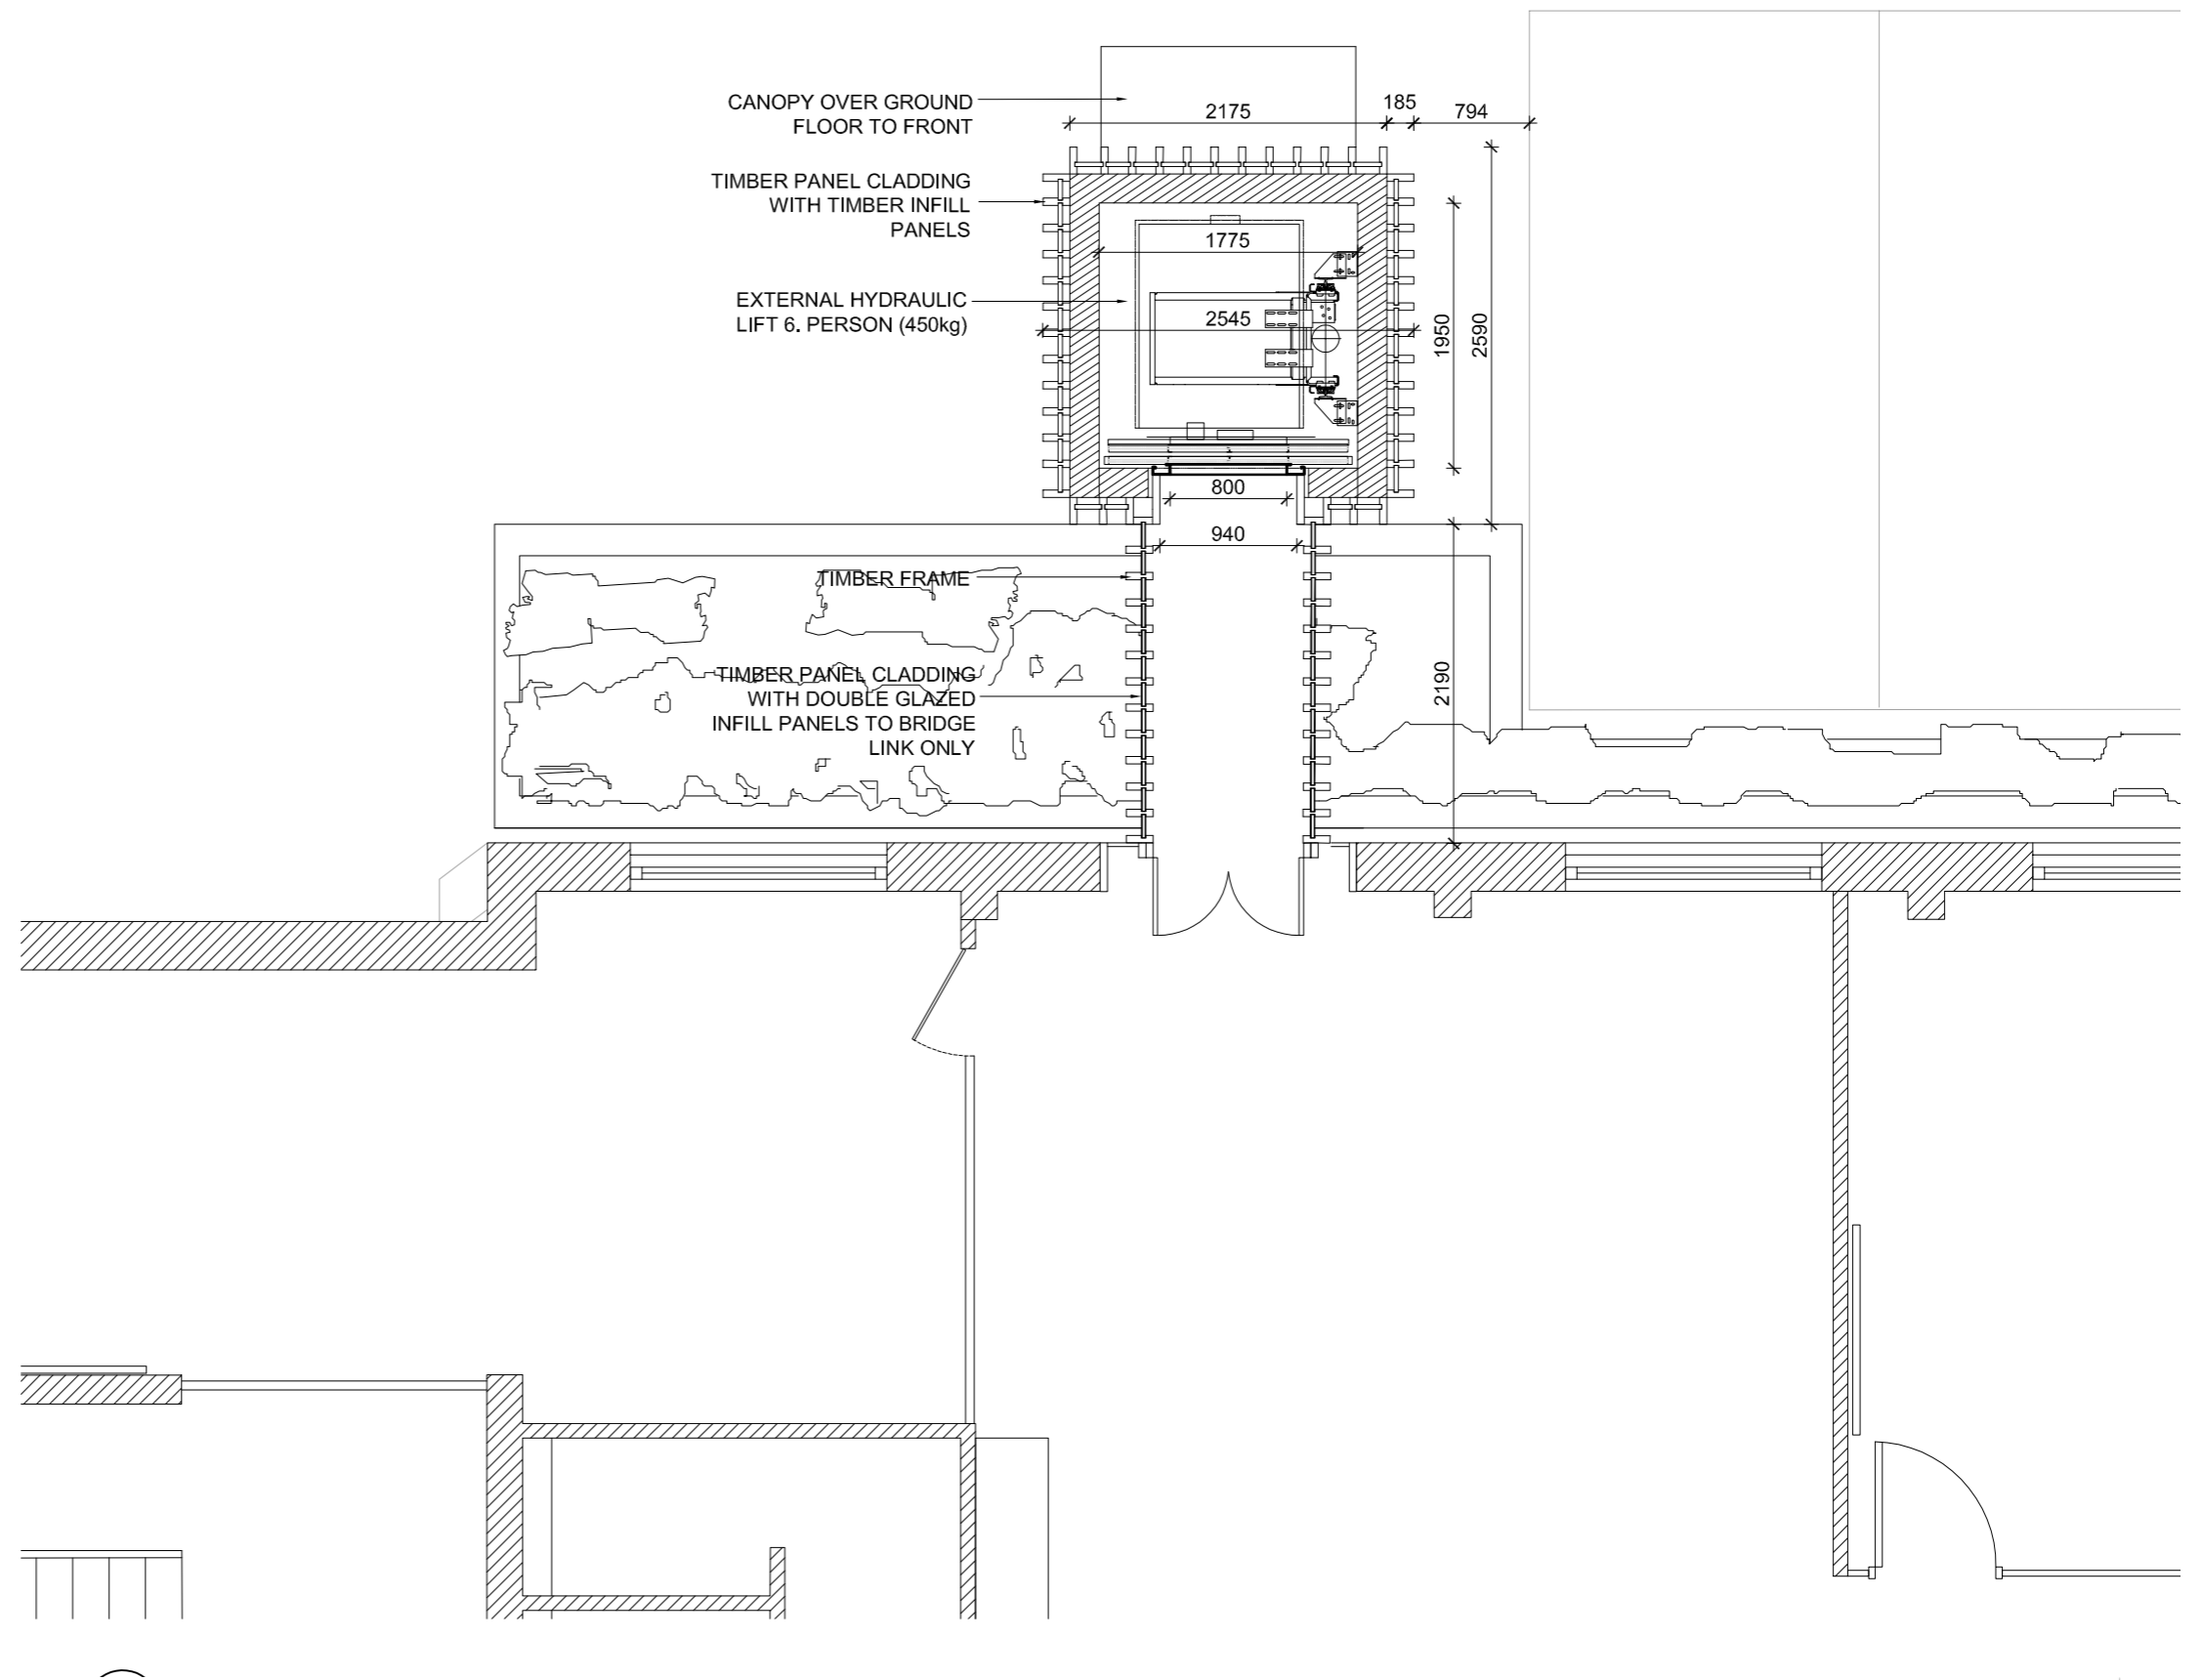 CANOPY OVER GROUND
FLOOR TO FRONT
2175
185
794
TIMBER PANEL CLADDING
WITH TIMBER INFILL
PANELS
1775
EXTERNAL HYDRAULIC
LIFT 6. PERSON (450kg)
2545
1950
2590
800
940
TIMBER FRAME
TIMBER PANEL CLADDING
WITH DOUBLE GLAZED
INFILL PANELS TO BRIDGE
LINK ONLY
2190